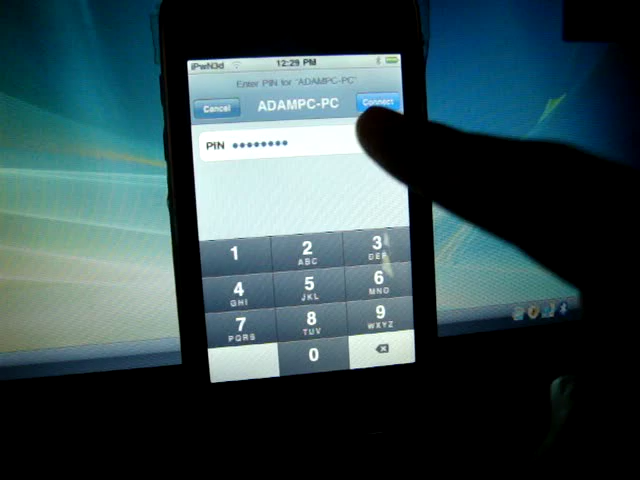 iPwN3d 12:29 PM
Enter PIN for "ADAMPC-PC"
Cancel ADAMPC-PC Connect
PIN ••••••••
1 2 3
ABC DEF
4 5 6
GHI JKL MNO
7 8 9
PQRS TUV WXYZ
0